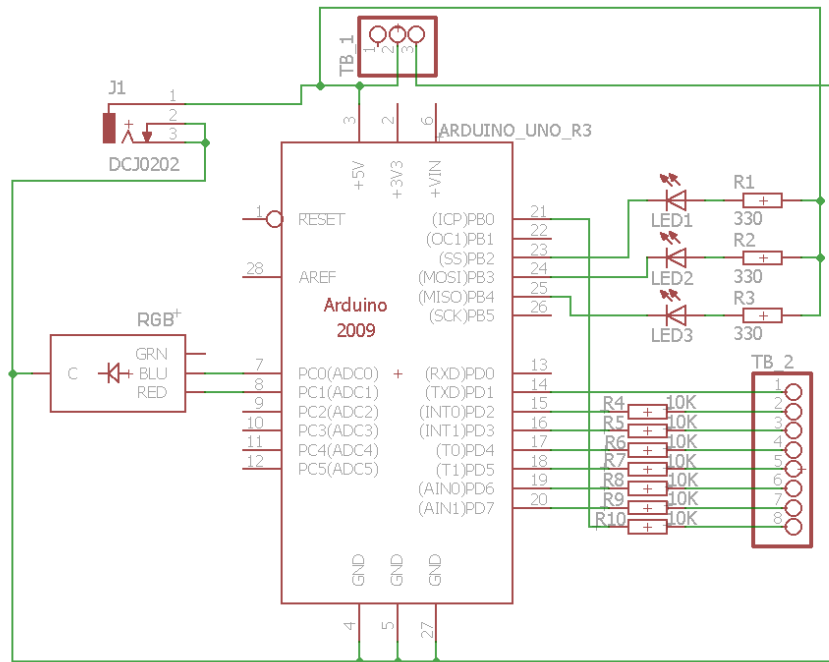 TB_1
1
2
3
J1
1
2
3
DCJ0202
3
2
6
ARDUINO_UNO_R3
+5V
+3V3
+VIN
1
RESET
28
AREF
Arduino
2009
(ICP)PB0
21
(OC1)PB1
22
(SS)PB2
23
(MOSI)PB3
24
(MISO)PB4
25
(SCK)PB5
26
LED1
R1
330
LED2
R2
330
LED3
R3
330
RGB
C
GRN
BLU
RED
7
PC0(ADC0)
8
PC1(ADC1)
9
PC2(ADC2)
10
PC3(ADC3)
11
PC4(ADC4)
12
PC5(ADC5)
(RXD)PD0
13
(TXD)PD1
14
(INT0)PD2
15
(INT1)PD3
16
(T0)PD4
17
(T1)PD5
18
(AIN0)PD6
19
(AIN1)PD7
20
R4
10K
R5
10K
R6
10K
R7
10K
R8
10K
R9
10K
R10
10K
TB_2
1
2
3
4
5
6
7
8
GND
GND
GND
4
5
27